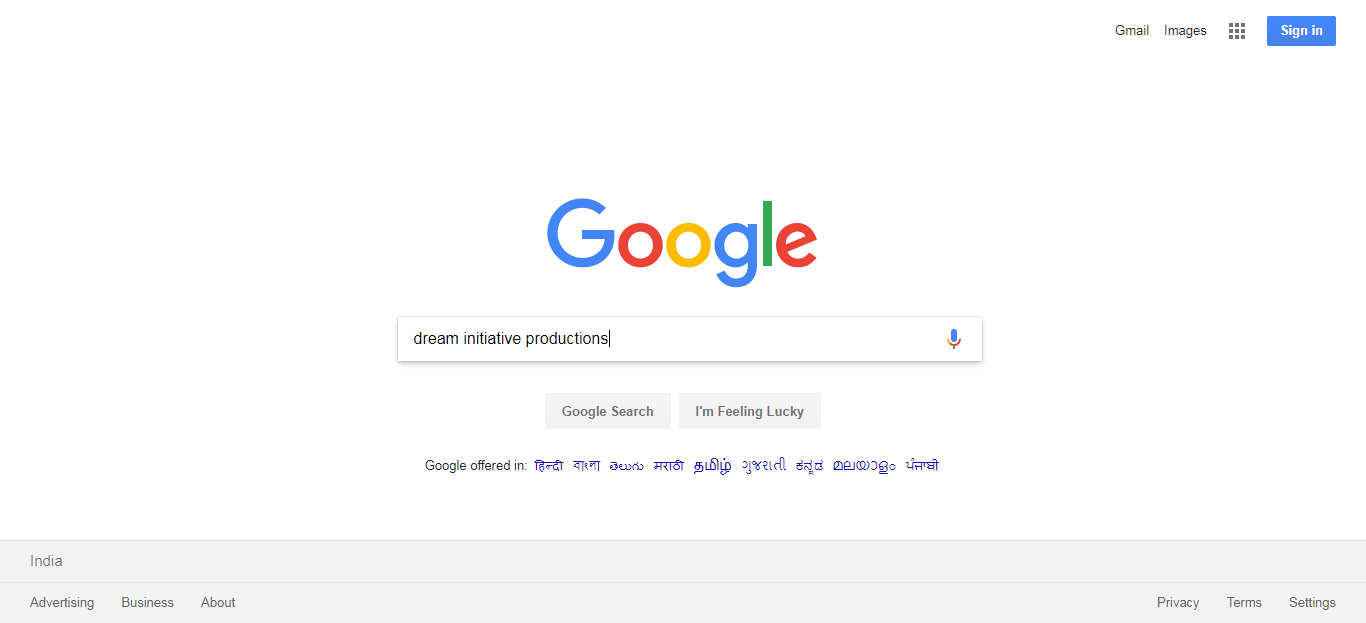 Gmail Images Sign in
Google
dream initiative productions
Google Search I'm Feeling Lucky
Google offered in: हिन्दी বাংলা తెలుగు मराठी தமிழ் ગુજરાતી ಕನ್ನಡ മലയാളം ਪੰਜਾਬੀ
India
Advertising Business About Privacy Terms Settings